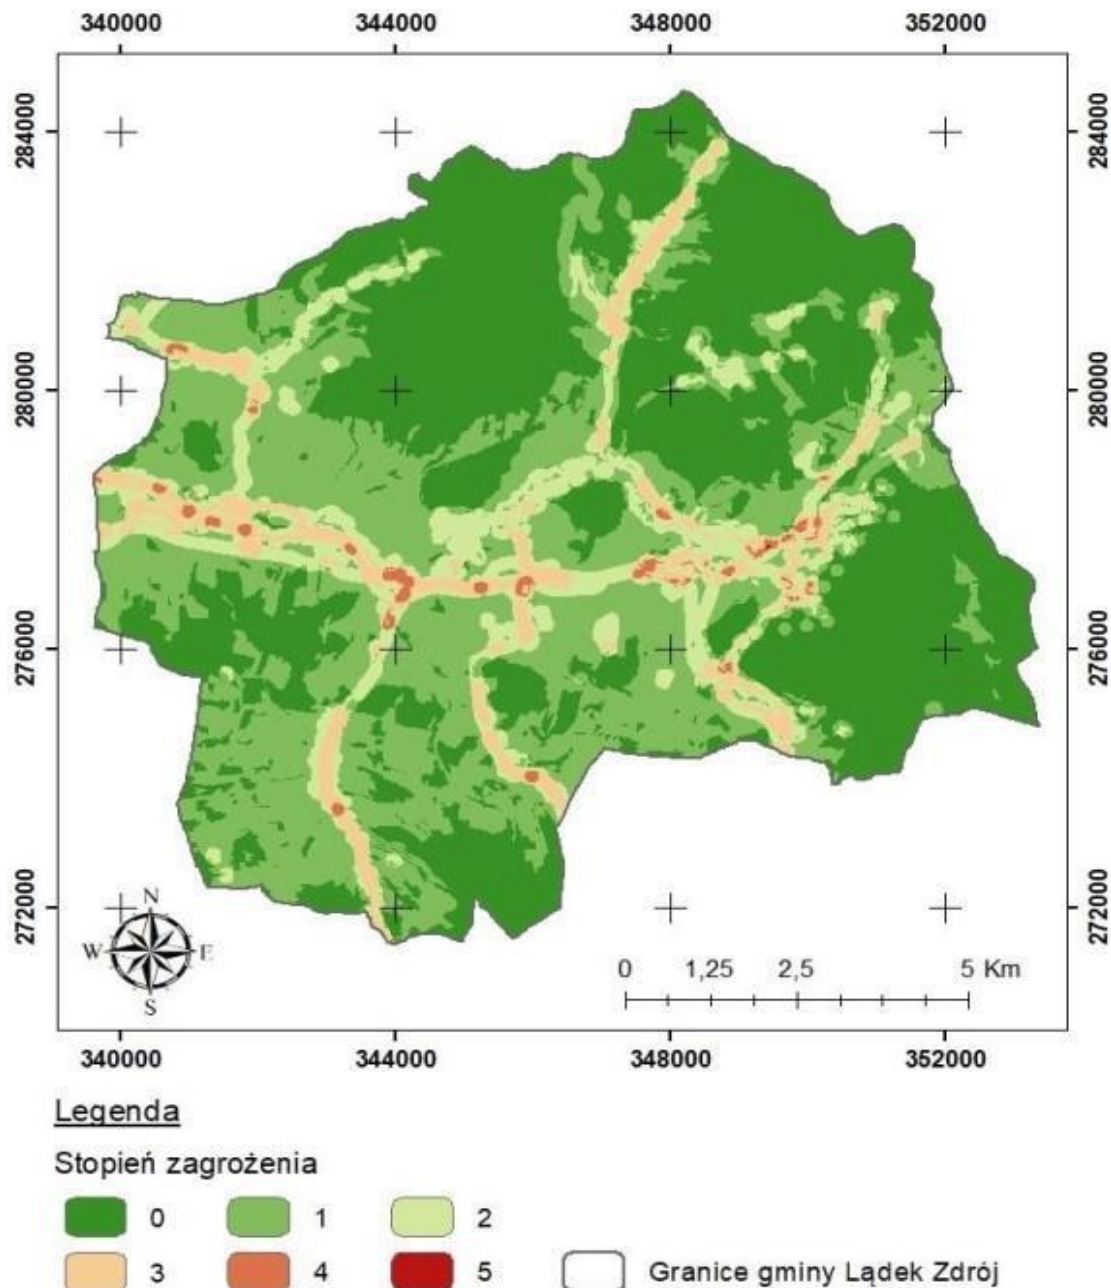 340000 344000 348000 352000
284000 284000
280000 280000
276000 276000
272000 272000
N
W E
S
0 1,25 2,5 5 Km
340000 344000 348000 352000
Legenda
Stopień zagrożenia
0 1 2
3 4 5 Granice gminy Lądek Zdrój